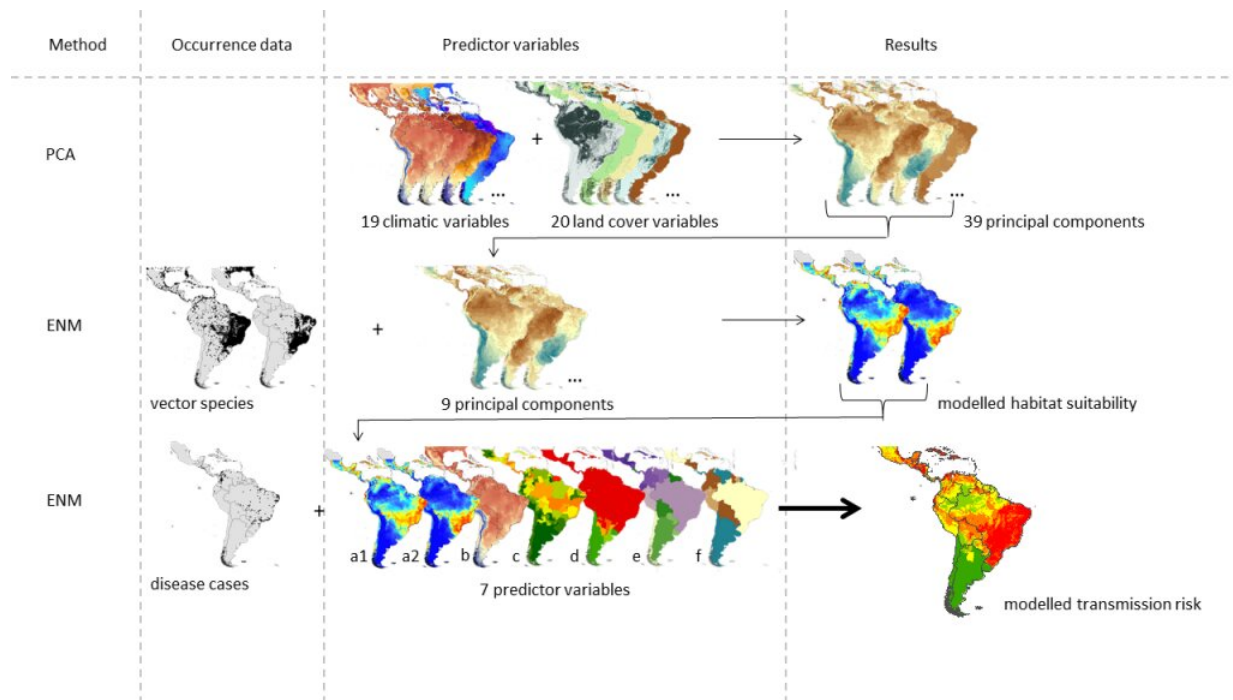 Method
Occurrence data
Predictor variables
Results
PCA
+
...
...
...
19 climatic variables
20 land cover variables
39 principal components
ENM
+
...
vector species
9 principal components
modelled habitat suitability
ENM
+
a1
a2
b
c
d
e
f
disease cases
7 predictor variables
modelled transmission risk